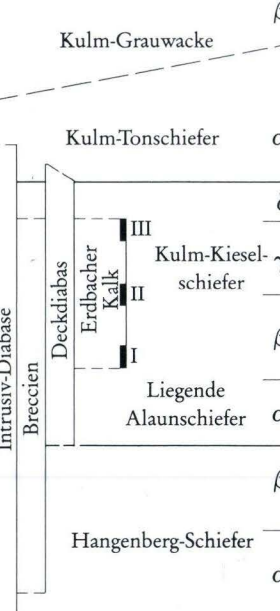 β
Kulm-Grauwacke
Kulm-Tonschiefer
α
III
Kulm-Kiesel-
schiefer
II
β
I
Liegende
Alaunschiefer
α
Intrusiv-Diabase
Breccien
Deckdiabas
Erdbacher
Kalk
β
Hangenberg-Schiefer
α